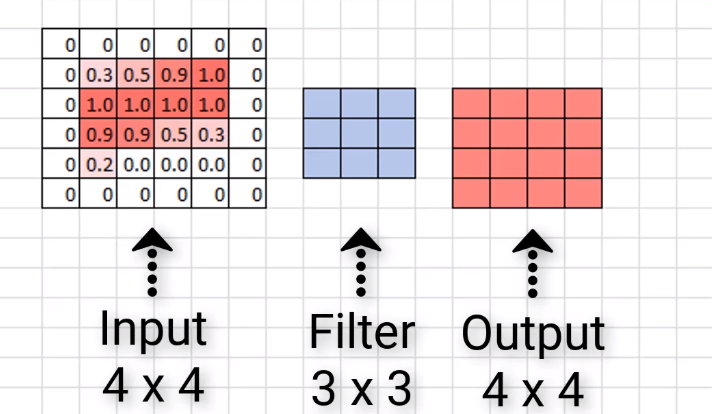 0 0 0 0 0 0
0 0.3 0.5 0.9 1.0 0
0 1.0 1.0 1.0 1.0 0
0 0.9 0.9 0.5 0.3 0
0 0.2 0.0 0.0 0.0 0
0 0 0 0 0 0
Input
4 x 4
Filter
3 x 3
Output
4 x 4